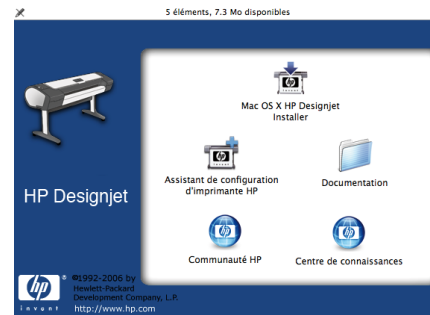 5 éléments, 7.3 Mo disponibles
Mac OS X HP Designjet
Installer
Assistant de configuration
d'imprimante HP
Documentation
HP Designjet
Communauté HP
Centre de connaissances
hp
®
invent
©1992-2006 by
Hewlett-Packard
Development Company, L.P.
http://www.hp.com